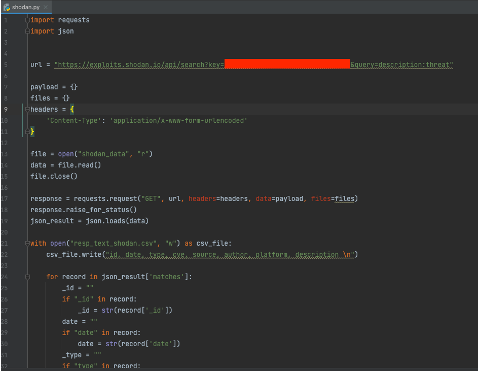 shodan.py
1 import requests
2 import json
3
4
5 url = "https://exploits.shodan.io/api/search?key= &query=description:threat"
6
7 payload = {}
8 files = {}
9 headers = {
10 'Content-Type': 'application/x-www-form-urlencoded'
11 }
12
13 file = open("shodan_data", "r")
14 data = file.read()
15 file.close()
16
17 response = requests.request("GET", url, headers=headers, data=payload, files=files)
18 response.raise_for_status()
19 json_result = json.loads(data)
20
21 with open("resp_text_shodan.csv", "w") as csv_file:
22 csv_file.write("id, date, type, cve, source, author, platform, description \n")
23
24 for record in json_result['matches']:
25 _id = ""
26 if "_id" in record:
27 _id = str(record['_id'])
28 date = ""
29 if "date" in record:
30 date = str(record['date'])
31 _type = ""
32 if "type" in record: